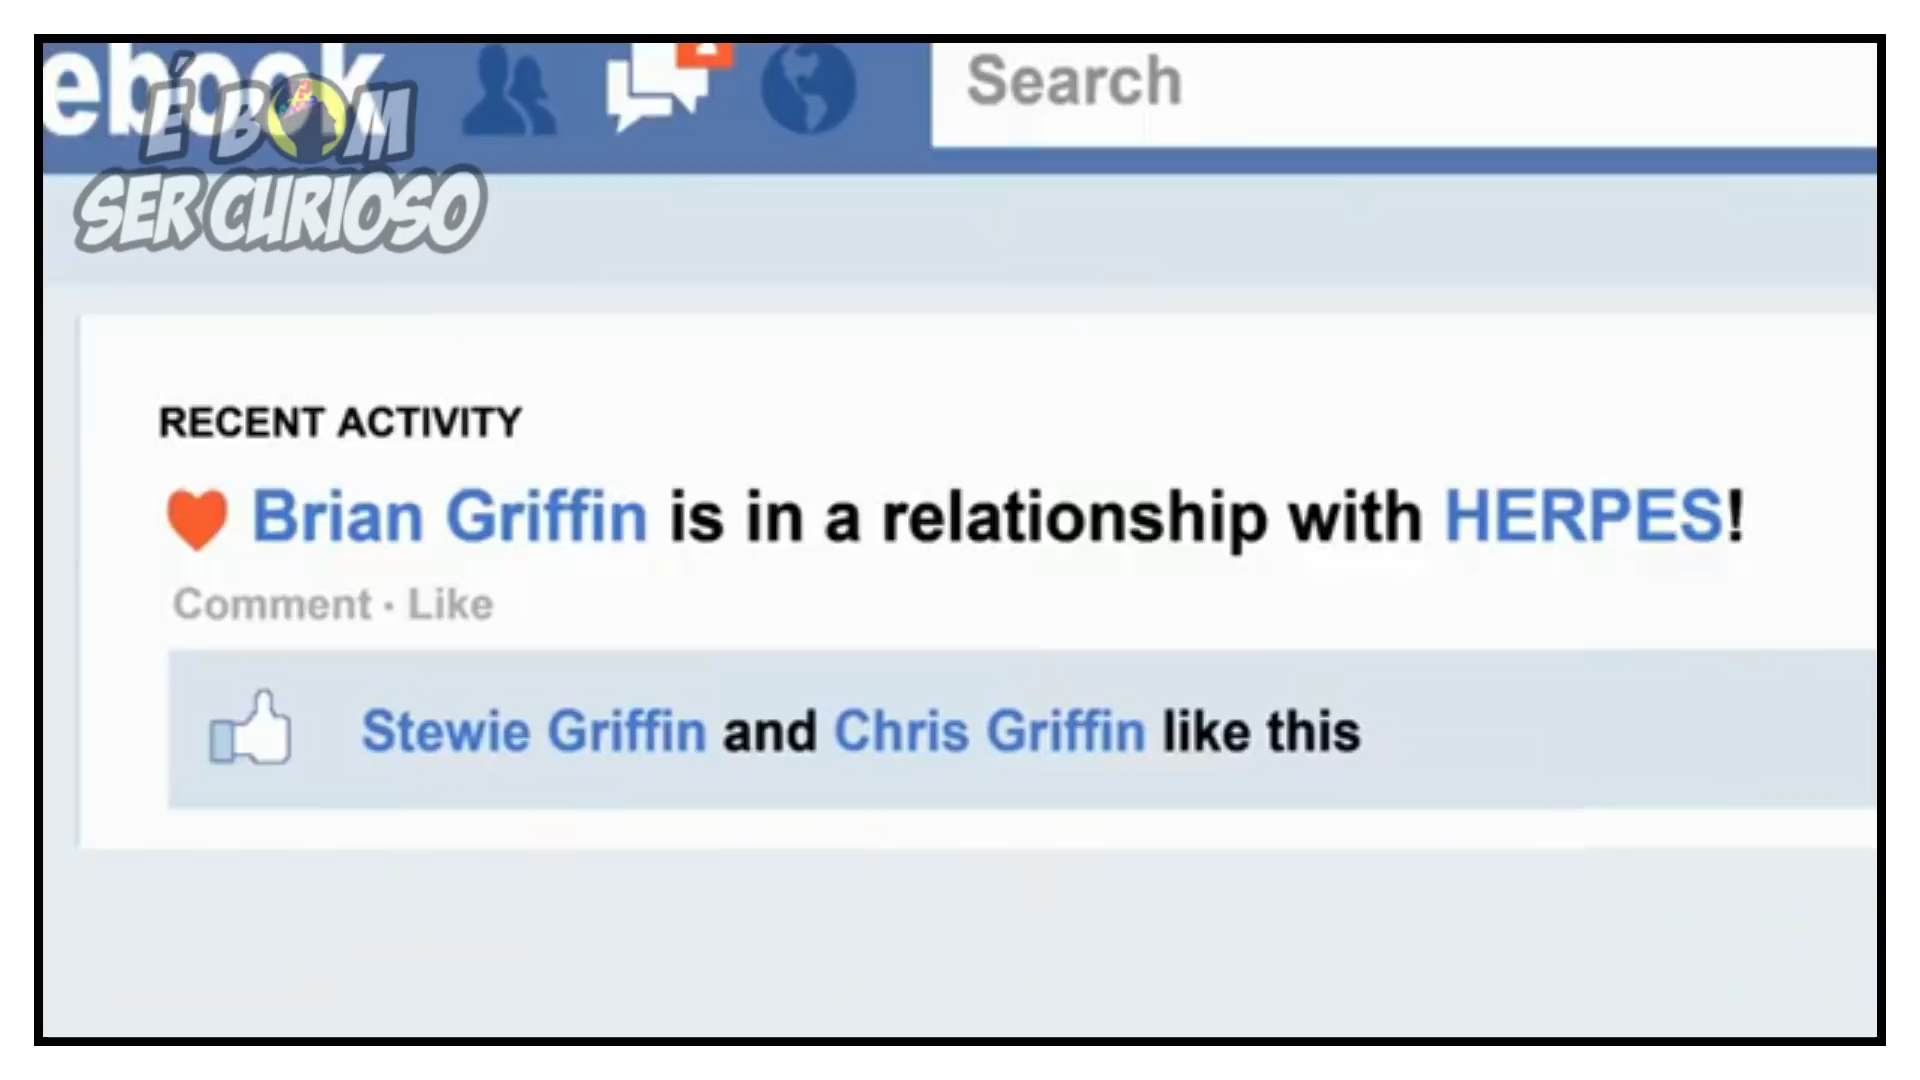 ebook
Search
É BOM
SER CURIOSO
RECENT ACTIVITY
Brian Griffin is in a relationship with HERPES!
Comment · Like
Stewie Griffin and Chris Griffin like this